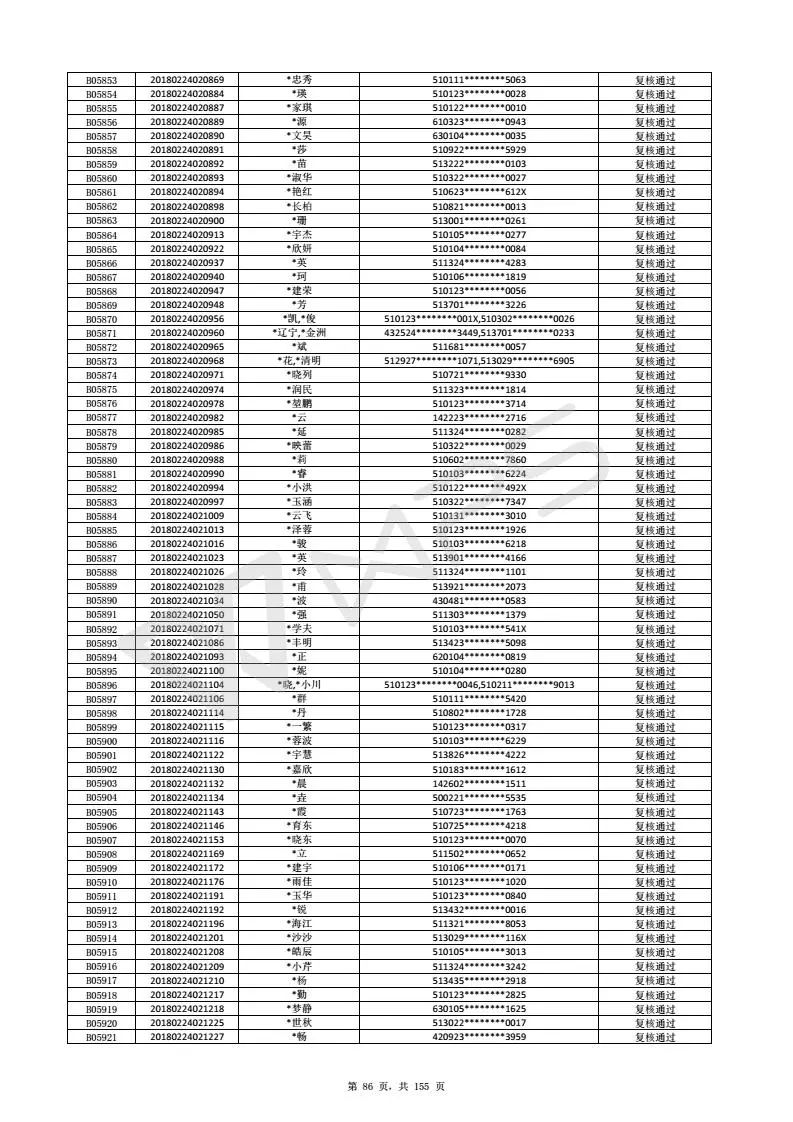 B05853 20180224020869 *忠秀 510111********5063 复核通过
B05854 20180224020884 *瑛 510123********0028 复核通过
B05855 20180224020887 *家琪 510122********0010 复核通过
B05856 20180224020889 *源 610323********0943 复核通过
B05857 20180224020890 *文昊 630104********0035 复核通过
B05858 20180224020891 *莎 510922********5929 复核通过
B05859 20180224020892 *苗 513222********0103 复核通过
B05860 20180224020893 *淑华 510322********0027 复核通过
B05861 20180224020894 *艳红 510623********612X 复核通过
B05862 20180224020898 *长柏 510821********0013 复核通过
B05863 20180224020900 *珊 513001********0261 复核通过
B05864 20180224020913 *宇杰 510105********0277 复核通过
B05865 20180224020922 *欣妍 510104********0084 复核通过
B05866 20180224020937 *英 511324********4283 复核通过
B05867 20180224020940 *珂 510106********1819 复核通过
B05868 20180224020947 *建荣 510123********0056 复核通过
B05869 20180224020948 *芳 513701********3226 复核通过
B05870 20180224020956 *凯,*俊 510123********001X,510302********0026 复核通过
B05871 20180224020960 *辽宁,*金洲 432524********3449,513701********0233 复核通过
B05872 20180224020965 *斌 511681********0057 复核通过
B05873 20180224020968 *花,*清明 512927********1071,513029********6905 复核通过
B05874 20180224020971 *晓列 510721********9330 复核通过
B05875 20180224020974 *润民 511323********1814 复核通过
B05876 20180224020978 *堃鹏 510123********3714 复核通过
B05877 20180224020982 *云 142223********2716 复核通过
B05878 20180224020985 *延 511324********0282 复核通过
B05879 20180224020986 *映蕾 510322********0029 复核通过
B05880 20180224020988 *莉 510602********7860 复核通过
B05881 20180224020990 *睿 510103********6224 复核通过
B05882 20180224020994 *小洪 510122********492X 复核通过
B05883 20180224020997 *玉涵 510322********7347 复核通过
B05884 20180224021009 *云飞 510131********3010 复核通过
B05885 20180224021013 *泽蓉 510123********1926 复核通过
B05886 20180224021016 *骏 510103********6218 复核通过
B05887 20180224021023 *英 513901********4166 复核通过
B05888 20180224021026 *玲 511324********1101 复核通过
B05889 20180224021028 *甫 513921********2073 复核通过
B05890 20180224021034 *波 430481********0583 复核通过
B05891 20180224021050 *强 511303********1379 复核通过
B05892 20180224021071 *学夫 510103********541X 复核通过
B05893 20180224021086 *丰明 513423********5098 复核通过
B05894 20180224021093 *正 620104********0819 复核通过
B05895 20180224021100 *妮 510104********0280 复核通过
B05896 20180224021104 *晓,*小川 510123********0046,510211********9013 复核通过
B05897 20180224021106 *群 510111********5420 复核通过
B05898 20180224021114 *丹 510802********1728 复核通过
B05899 20180224021115 *一繁 510123********0317 复核通过
B05900 20180224021116 *蓉波 510103********6229 复核通过
B05901 20180224021122 *宇慧 513826********4222 复核通过
B05902 20180224021130 *嘉欣 510183********1612 复核通过
B05903 20180224021132 *晨 142602********1511 复核通过
B05904 20180224021134 *垚 500221********5535 复核通过
B05905 20180224021143 *霞 510723********1763 复核通过
B05906 20180224021146 *育东 510725********4218 复核通过
B05907 20180224021153 *晓东 510123********0070 复核通过
B05908 20180224021169 *立 511502********0652 复核通过
B05909 20180224021172 *建宇 510106********0171 复核通过
B05910 20180224021176 *雨佳 510123********1020 复核通过
B05911 20180224021191 *玉华 510123********0840 复核通过
B05912 20180224021192 *锐 513432********0016 复核通过
B05913 20180224021196 *海江 511321********8053 复核通过
B05914 20180224021201 *沙沙 513029********116X 复核通过
B05915 20180224021208 *皓辰 510105********3013 复核通过
B05916 20180224021209 *小芹 511324********3242 复核通过
B05917 20180224021210 *杨 513435********2918 复核通过
B05918 20180224021217 *勤 510123********2825 复核通过
B05919 20180224021218 *梦静 630105********1625 复核通过
B05920 20180224021225 *世秋 513022********0017 复核通过
B05921 20180224021227 *畅 420923********3959 复核通过
WPS
第 86 页，共 155 页